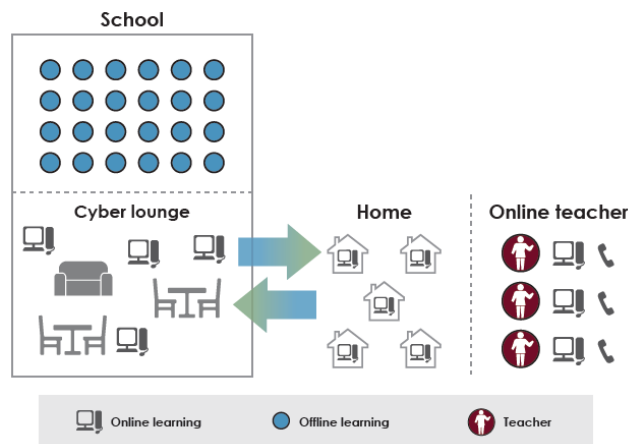 School
Cyber lounge
Home
Online teacher
Online learning
Offline learning
Teacher